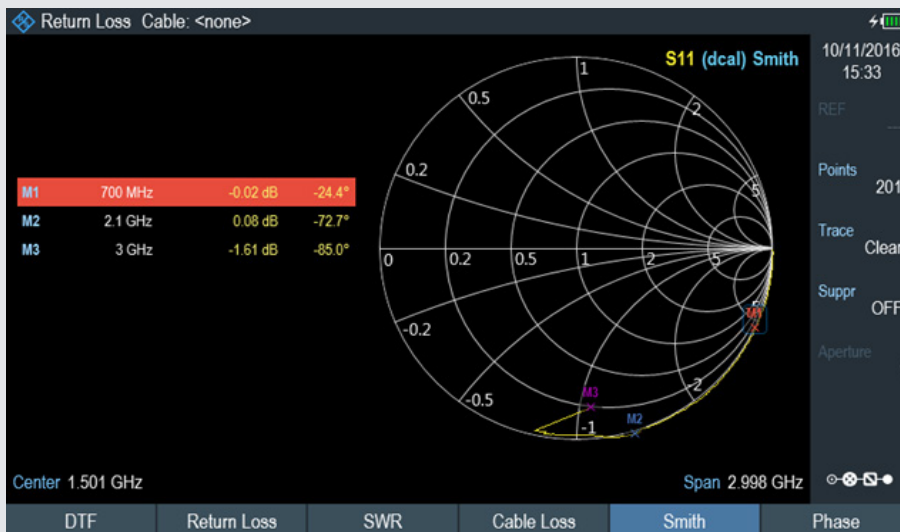 Return Loss Cable: <none>
10/11/2016
15:33
S11 (dcal) Smith
REF
Points
201
Trace
Clear
Suppr
OFF
Aperture
M1 700 MHz -0.02 dB -24.4°
M2 2.1 GHz 0.08 dB -72.7°
M3 3 GHz -1.61 dB -85.0°
1
0.5
2
0.2
5
0 0.2 0.5 1 2 5
-5
M1
-0.2
-0.5
-2
M3
M2
-1
Center 1.501 GHz
Span 2.998 GHz
DTF Return Loss SWR Cable Loss Smith Phase